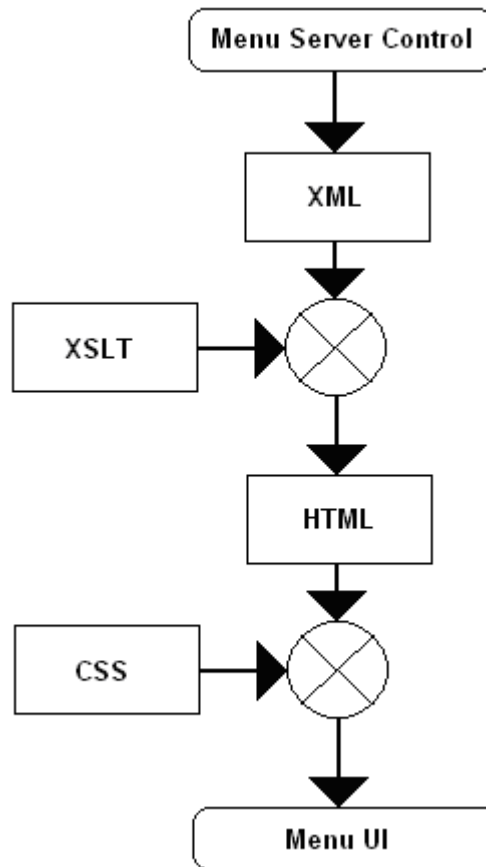 Menu Server Control
XML
XSLT
HTML
CSS
Menu UI